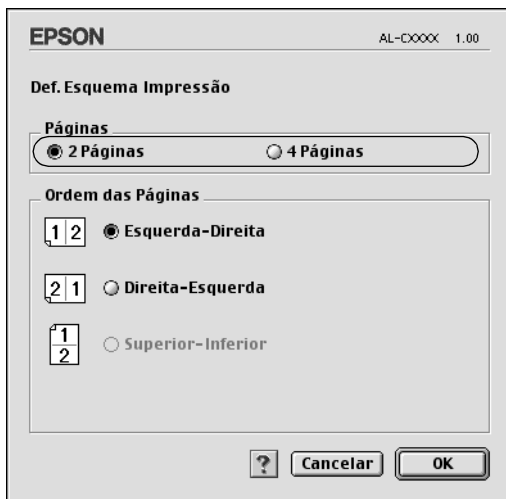 EPSON AL-CXXXX 1.00
Def. Esquema Impressão
Páginas
2 Páginas 4 Páginas
Ordem das Páginas
1 2 Esquerda-Direita
2 1 Direita-Esquerda
1
2 Superior-Inferior
? Cancelar OK